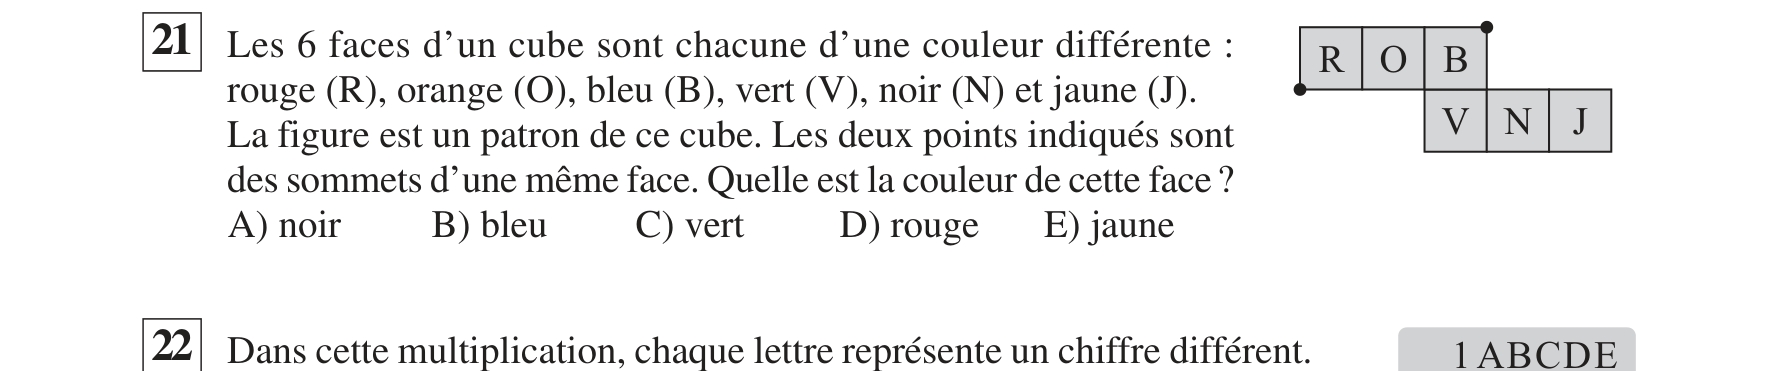 21 Les 6 faces d’un cube sont chacune d’une couleur différente :
rouge (R), orange (O), bleu (B), vert (V), noir (N) et jaune (J).
La figure est un patron de ce cube. Les deux points indiqués sont
des sommets d’une même face. Quelle est la couleur de cette face ?
A) noir B) bleu C) vert D) rouge E) jaune
R O B
V N J
22 Dans cette multiplication, chaque lettre représente un chiffre différent.
1 A B C D E